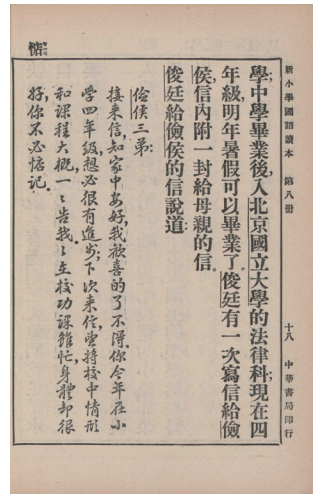 新小學國語讀本 第八册 十八 中華書局印行
學；中學畢業後，入北京國立大學的法律科；現在四
年級，明年暑假可以畢業了。俊廷有一次寫信給儉
侯，信內附一封給母親的信。
俊廷給儉侯的信說道：
儉侯三弟：
接來信，知家中安好，我歡喜的了不得。你今年在小
學四年級，想必很有進步；下次來信，望將校中情形
和課程大概，一一告我。我在校功課雖忙，身體却很
好，你不必惦記。
惦